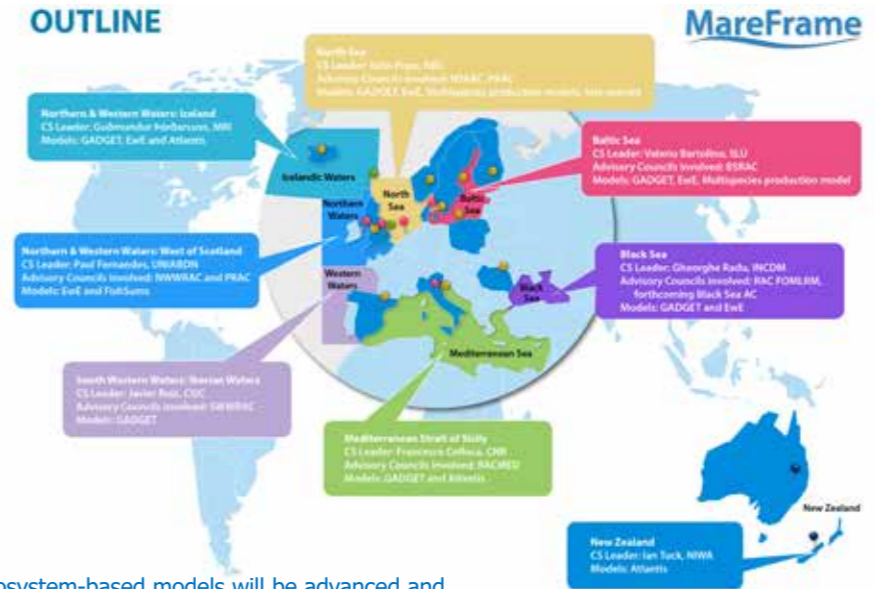 OUTLINE
MareFrame
North Sea
CS Leader:
Advisory Councils involved: NSRAC, PRAC
Models: GADGET, EwE, Multispecies production models,
Northern & Western Waters: Iceland
CS Leader: Guðmundur Þórðarson, MRI
Models: GADGET, EwE and Atlantis
Baltic Sea
CS Leader: Valerio Bartolino, SLU
Advisory Councils involved: BSRAC
Models: GADGET, EwE, Multispecies production model
Icelandic Waters
Northern
Waters
North
Sea
Baltic
Sea
Northern & Western Waters: West of Scotland
CS Leader: Paul Fernandes, UNIABDN
Advisory Councils involved: NWWRAC and PRAC
Models: EwE and FishSums
Black Sea
CS Leader: Gheorghe Radu, INCDM
Advisory Councils involved: RAC FOMLRM,
forthcoming Black Sea AC
Models: GADGET and EwE
Western
Waters
Black
Sea
Mediterranean Sea
South Western Waters: Iberian Waters
CS Leader: Javier Ruiz, CSIC
Advisory Councils involved: SWWRAC
Models: GADGET
Mediterranean Strait of Sicily
CS Leader: Francesco Colloca, CNR
Advisory Councils involved: RACMED
Models: GADGET and Atlantis
New Zealand
New Zealand
CS Leader: Ian Tuck, NIWA
Models: Atlantis
osystem-based models will be advanced and